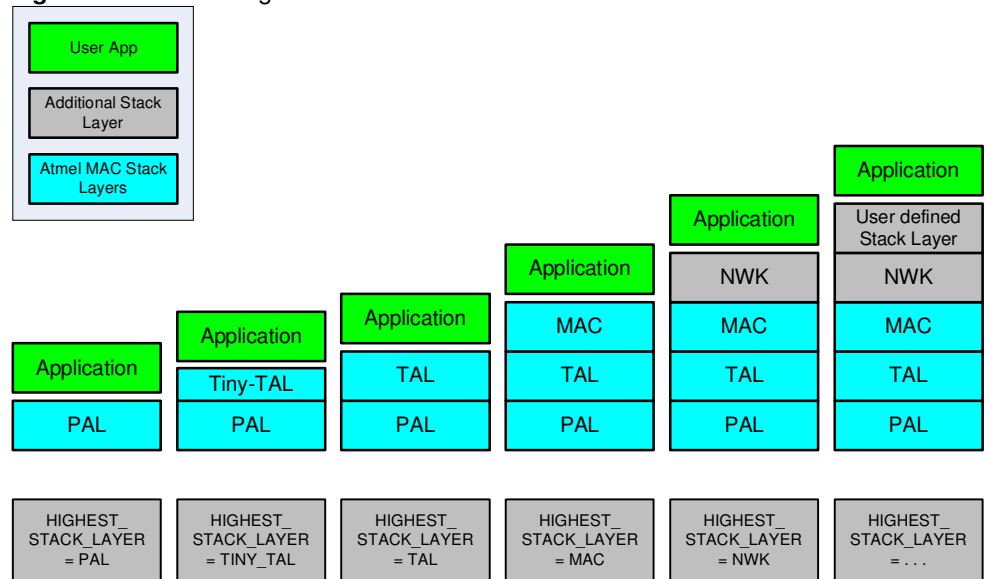 User App
Additional Stack
Layer
Atmel MAC Stack
Layers
Application
PAL
Application
Tiny-TAL
PAL
Application
TAL
PAL
Application
MAC
TAL
PAL
Application
NWK
MAC
TAL
PAL
Application
User defined
Stack Layer
NWK
MAC
TAL
PAL
HIGHEST_
STACK_LAYER
= PAL
HIGHEST_
STACK_LAYER
= TINY_TAL
HIGHEST_
STACK_LAYER
= TAL
HIGHEST_
STACK_LAYER
= MAC
HIGHEST_
STACK_LAYER
= NWK
HIGHEST_
STACK_LAYER
= . . .